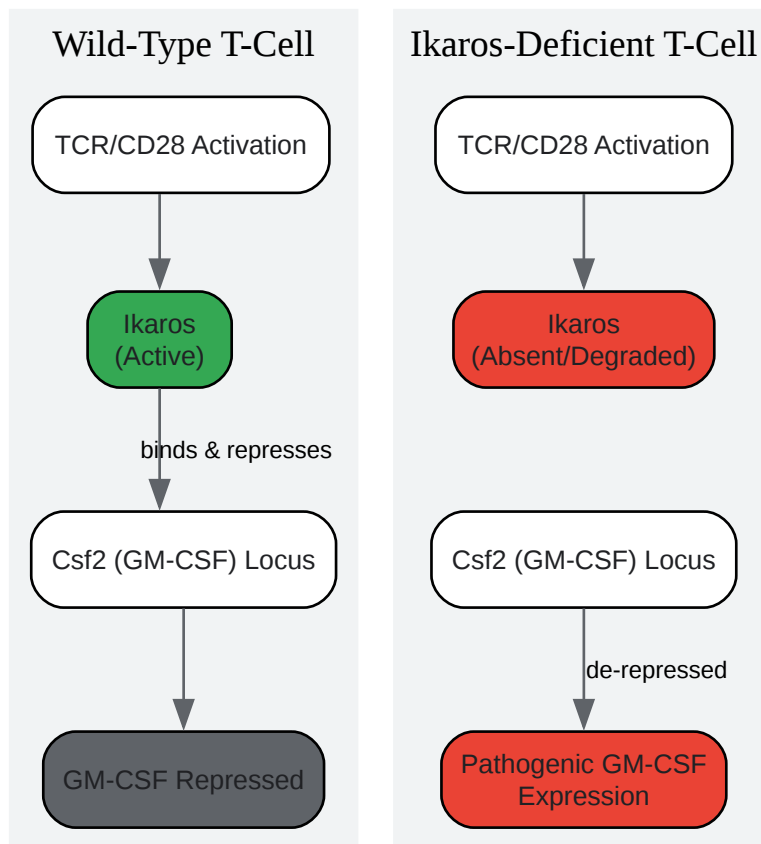 Wild-Type T-Cell
TCR/CD28 Activation
Ikaros
(Active)
binds & represses
Csf2 (GM-CSF) Locus
GM-CSF Repressed
Ikaros-Deficient T-Cell
TCR/CD28 Activation
Ikaros
(Absent/Degraded)
Csf2 (GM-CSF) Locus
de-repressed
Pathogenic GM-CSF
Expression